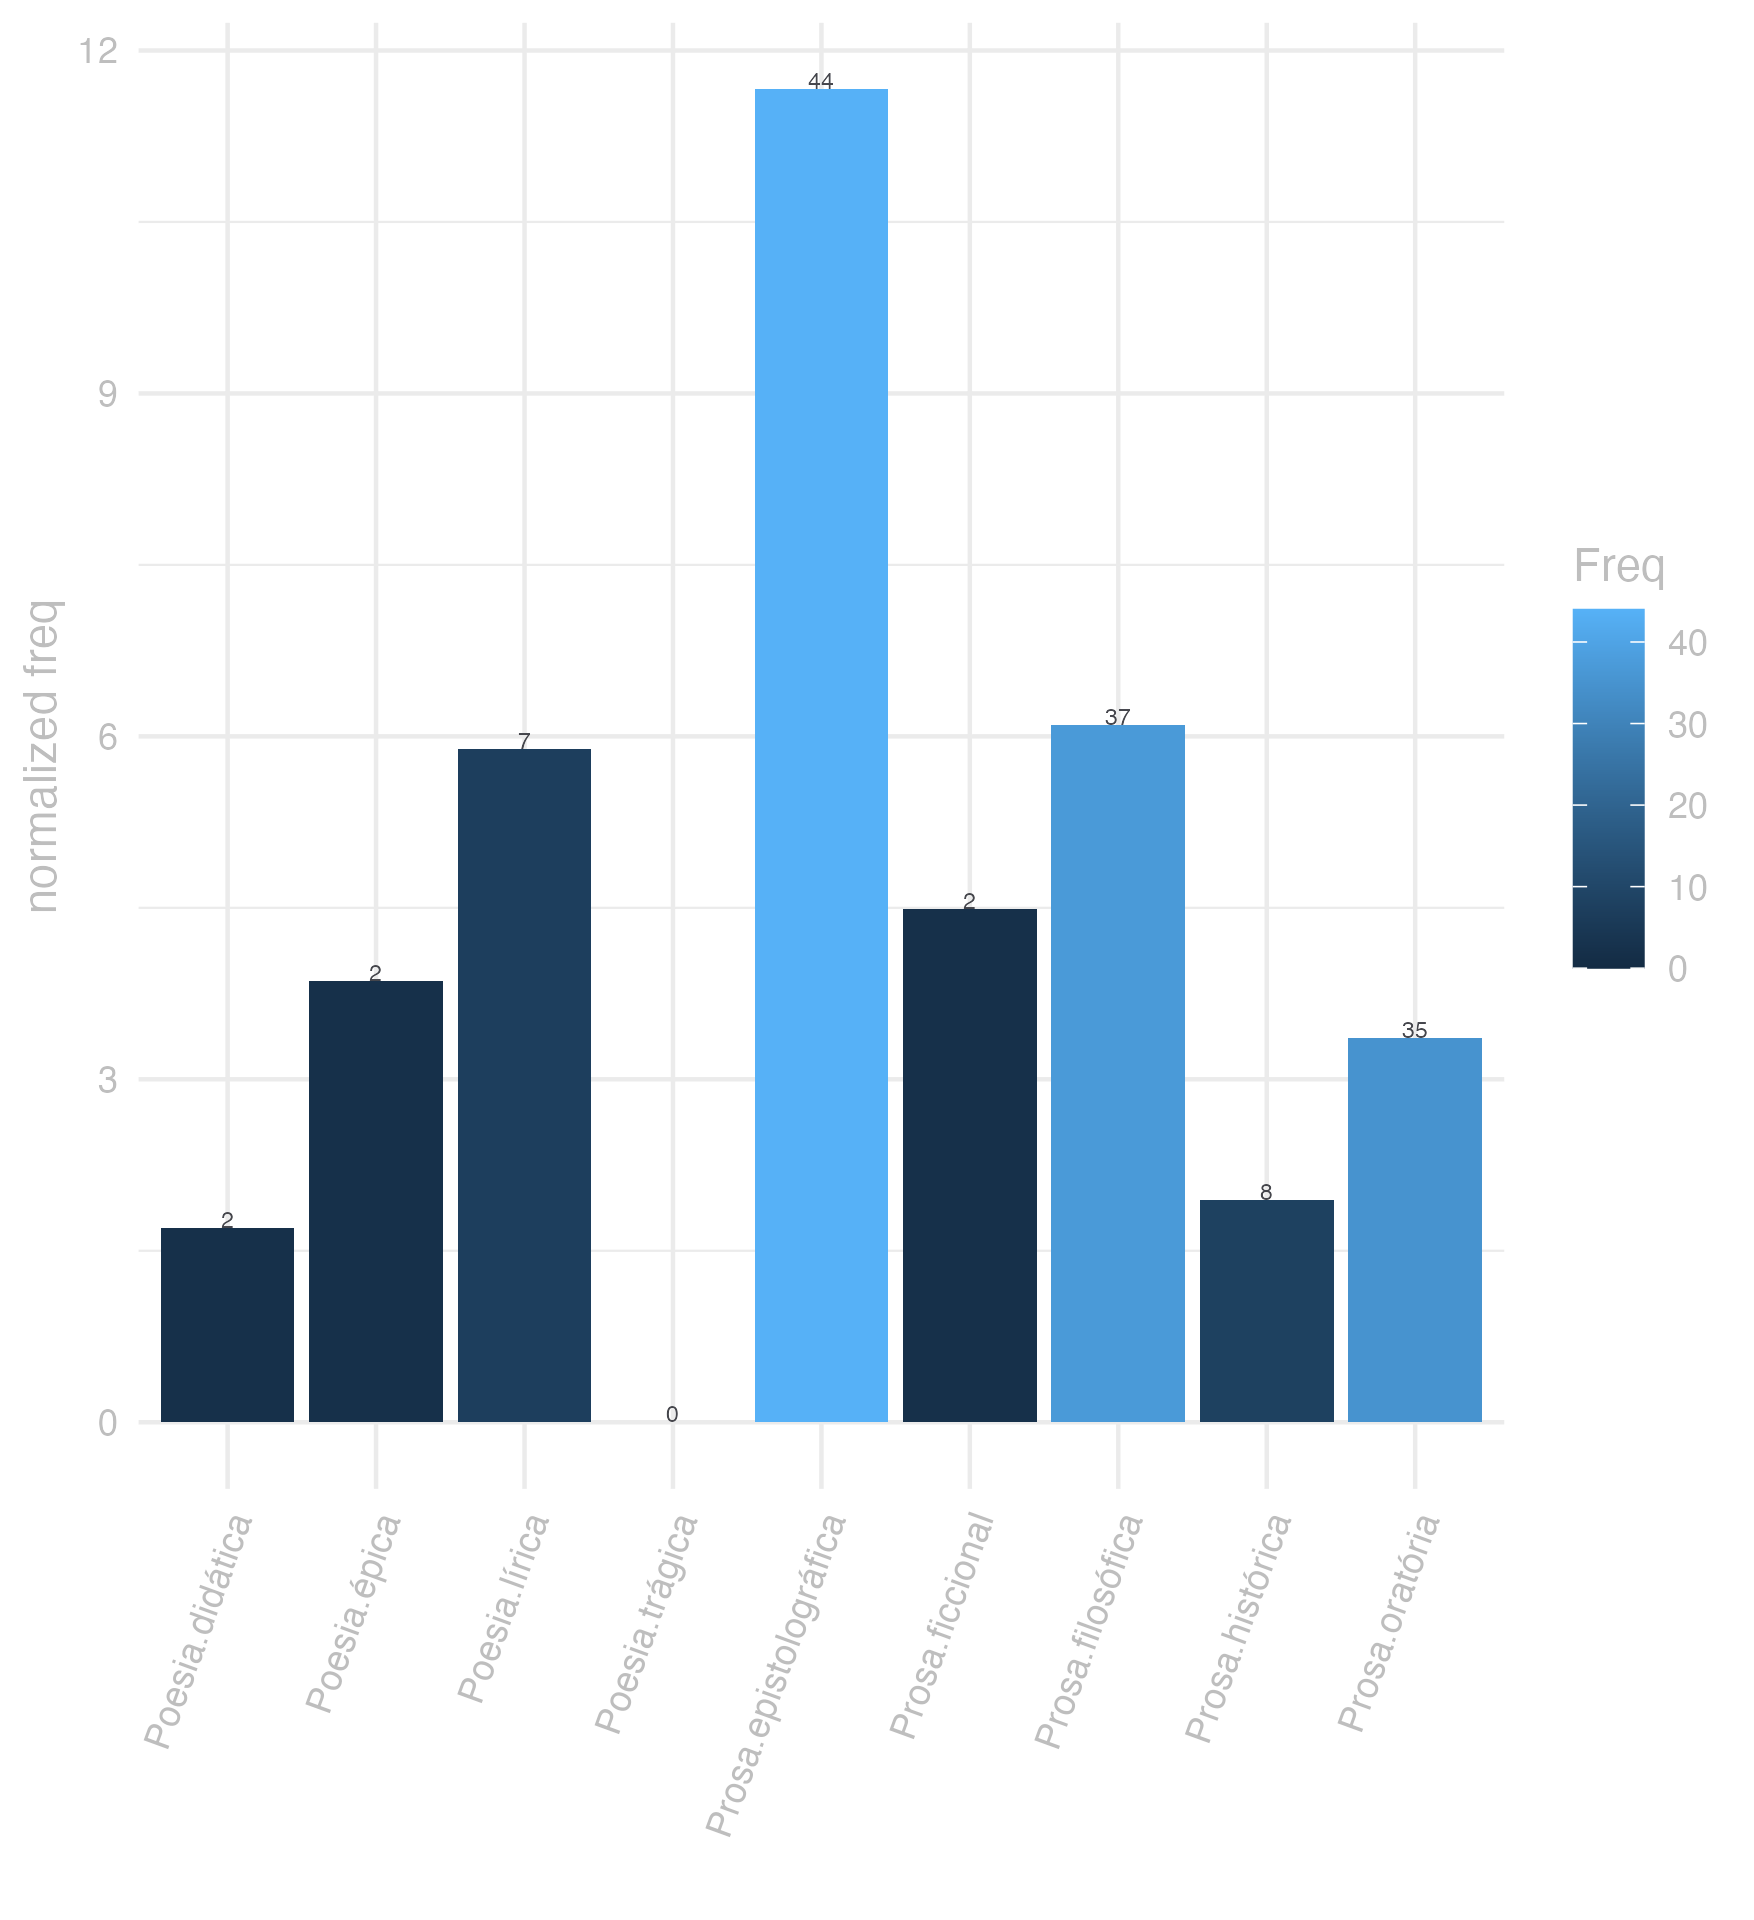 normalized freq
12
9
6
3
0
2
2
7
0
44
2
37
8
35
Poesia.didática
Poesia.épica
Poesia.lírica
Poesia.trágica
Prosa.epistolográfica
Prosa.ficcional
Prosa.filosófica
Prosa.histórica
Prosa.oratória
Freq
40
30
20
10
0